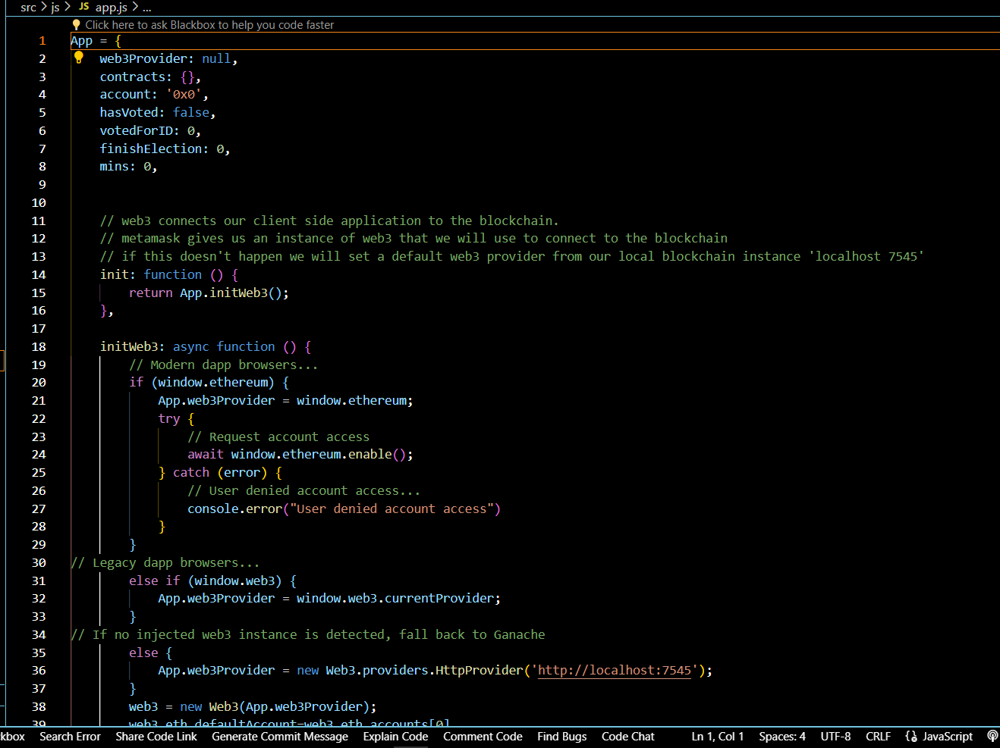 src > js > JS app.js > ...
Click here to ask Blackbox to help you code faster
1 App = {
2 web3Provider: null,
3 contracts: {},
4 account: '0x0',
5 hasVoted: false,
6 votedForID: 0,
7 finishElection: 0,
8 mins: 0,
9
10
11 // web3 connects our client side application to the blockchain.
12 // metamask gives us an instance of web3 that we will use to connect to the blockchain
13 // if this doesn't happen we will set a default web3 provider from our local blockchain instance 'localhost 7545'
14 init: function () {
15 return App.initWeb3();
16 },
17
18 initWeb3: async function () {
19 // Modern dapp browsers...
20 if (window.ethereum) {
21 App.web3Provider = window.ethereum;
22 try {
23 // Request account access
24 await window.ethereum.enable();
25 } catch (error) {
26 // User denied account access...
27 console.error("User denied account access")
28 }
29 }
30 // Legacy dapp browsers...
31 else if (window.web3) {
32 App.web3Provider = window.web3.currentProvider;
33 }
34 // If no injected web3 instance is detected, fall back to Ganache
35 else {
36 App.web3Provider = new Web3.providers.HttpProvider('http://localhost:7545');
37 }
38 web3 = new Web3(App.web3Provider);
39 web3.eth.defaultAccount=web3.eth.accounts[0]
kbox Search Error Share Code Link Generate Commit Message Explain Code Comment Code Find Bugs Code Chat Ln 1, Col 1 Spaces: 4 UTF-8 CRLF JavaScript